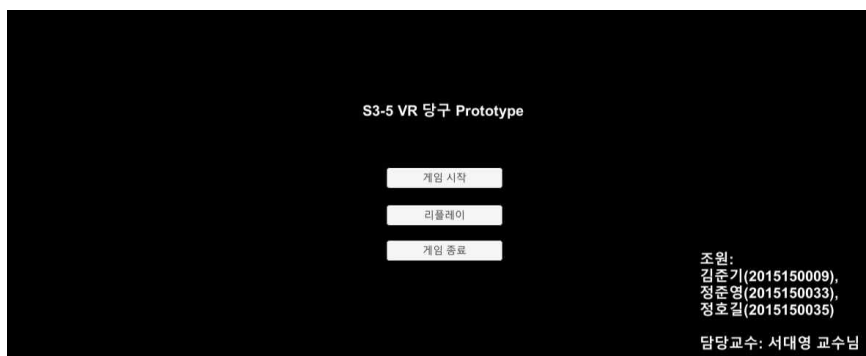 S3-5 VR 당구 Prototype
게임 시작
리플레이
게임 종료
조원:
김준기(2015150009),
정준영(2015150033),
정호길(2015150035)
담당교수: 서대영 교수님